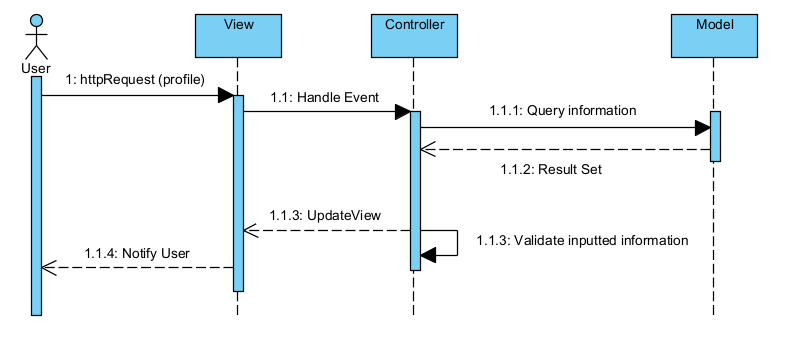 View
Controller
Model
User
1: httpRequest (profile)
1.1: Handle Event
1.1.1: Query information
1.1.2: Result Set
1.1.3: UpdateView
1.1.3: Validate inputted information
1.1.4: Notify User